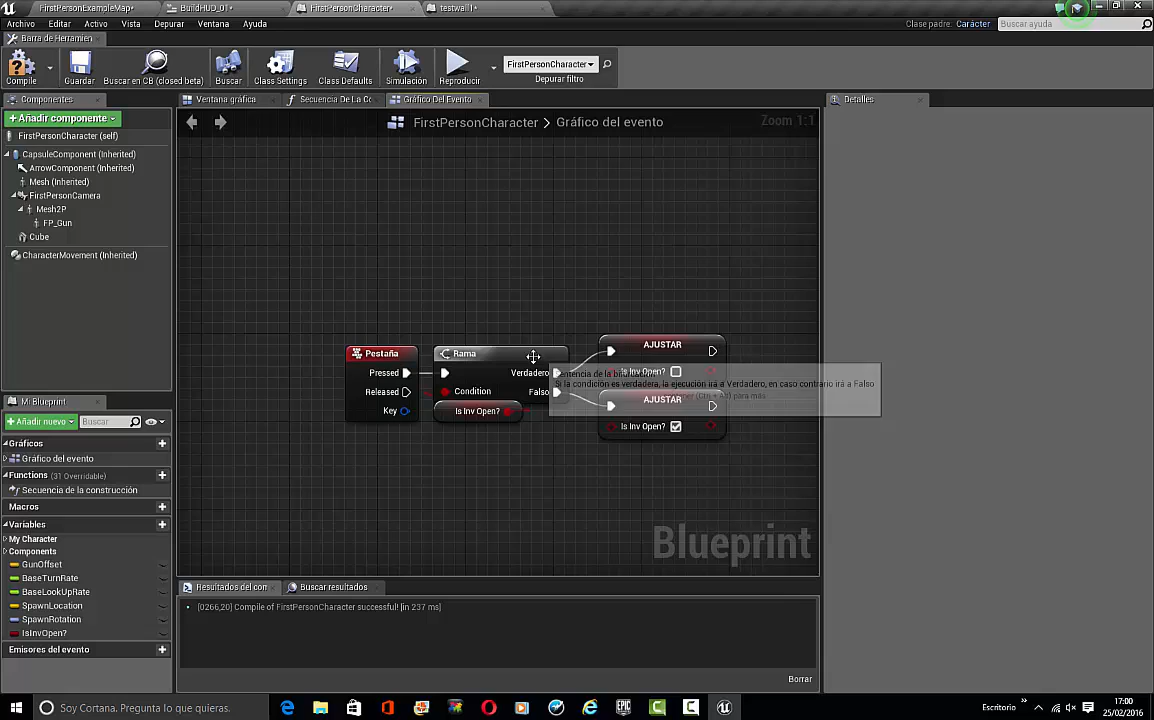 FirstPersonExampleMap*
BuildHUD_01*
FirstPersonCharacter*
testwall1*
Archivo Editar Activo Vista Depurar Ventana Ayuda
Clase padre: Carácter
Buscar ayuda
Barra de Herramien
Compile
Guardar
Buscar en CB (closed beta)
Buscar
Class Settings
Class Defaults
Simulación
Reproducir
FirstPersonCharacter
Depurar filtro
Componentes
Ventana gráfica
Secuencia De La Co
Gráfico Del Evento
Detalles
+Añadir componente
FirstPersonCharacter > Gráfico del evento
Zoom 1:1
FirstPersonCharacter (self)
CapsuleComponent (Inherited)
ArrowComponent (Inherited)
Mesh (Inherited)
FirstPersonCamera
Mesh2P
FP_Gun
Cube
CharacterMovement (Inherited)
Pestaña
Pressed
Released
Key
Rama
Verdadero
Condition
Falso
Is Inv Open?
AJUSTAR
Is Inv Open?
Si la condición es verdadera, la ejecución irá a Verdadero, en caso contrario irá a Falso
AJUSTAR
Is Inv Open?
Blueprint
Mi Blueprint
+Añadir nuevo
Buscar
Gráficos
Gráfico del evento
Functions (31 Overridable)
Secuencia de la construcción
Macros
Variables
My Character
Components
GunOffset
BaseTurnRate
BaseLookUpRate
SpawnLocation
SpawnRotation
IsInvOpen?
Emisores del evento
Resultados del com
Buscar resultados
[0266,20] Compile of FirstPersonCharacter successful! [in 237 ms]
Borrar
Soy Cortana. Pregunta lo que quieras.
EPIC
Escritorio
17:00
25/02/2016